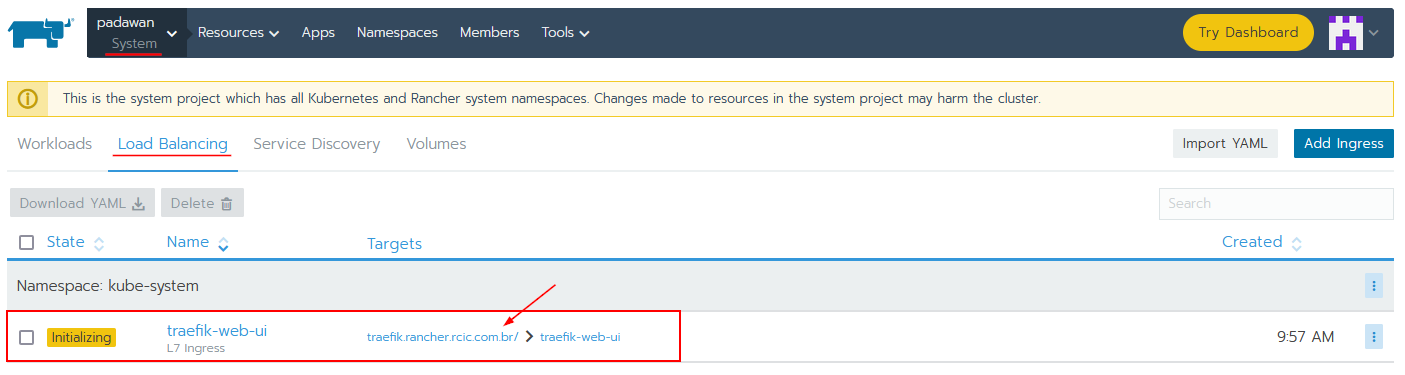 padawan
System
Resources Apps Namespaces Members Tools Try Dashboard
This is the system project which has all Kubernetes and Rancher system namespaces. Changes made to resources in the system project may harm the cluster.
Workloads Load Balancing Service Discovery Volumes Import YAML Add Ingress
Download YAML Delete Search
State Name Targets Created
Namespace: kube-system
Initializing traefik-web-ui traefik.rancher.rcic.com.br/ > traefik-web-ui 9:57 AM
L7 Ingress